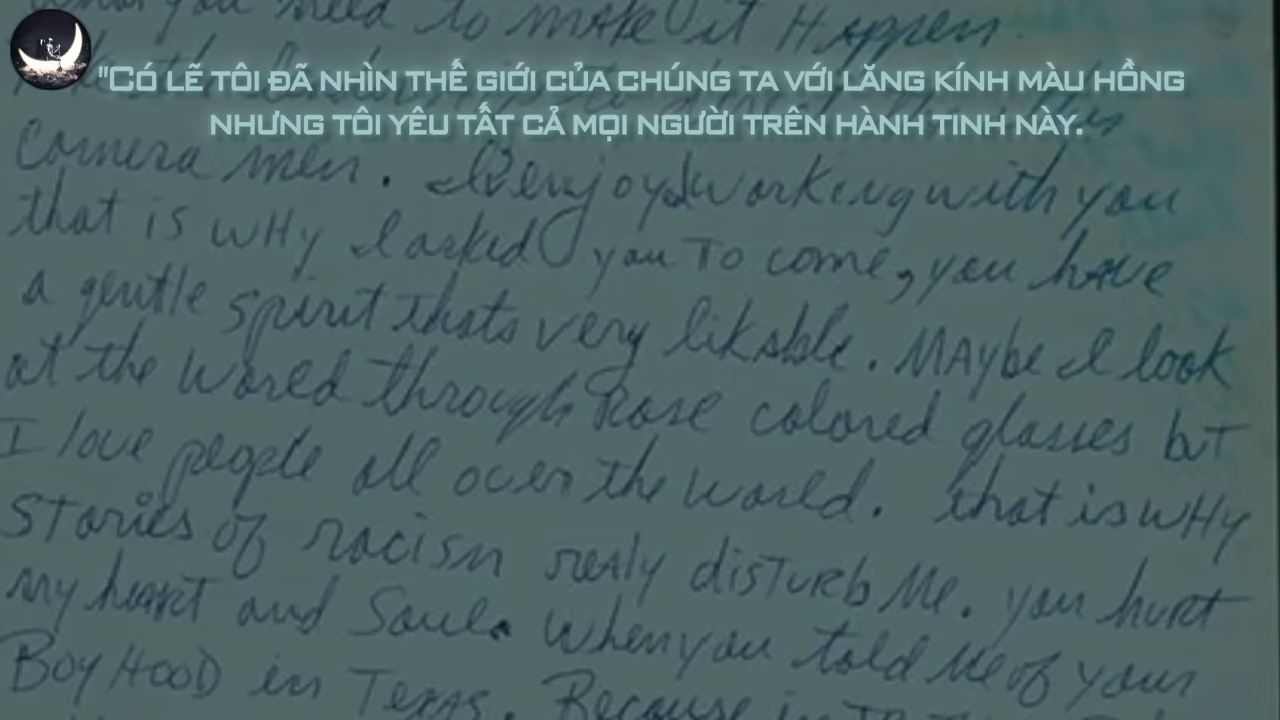 what you need to make it Happen.
"CÓ LẼ TÔI ĐÃ NHÌN THẾ GIỚI CỦA CHÚNG TA VỚI LĂNG KÍNH MÀU HỒNG
NHƯNG TÔI YÊU TẤT CẢ MỌI NGƯỜI TRÊN HÀNH TINH NÀY.
camera men. I enjoy working with you
that is WHy I asked you To come, you have
a gentle spirit thats very likable. MAybe I look
at the world through Rose colored glasses but
I love people all over the world. that is WHy
stories of racism realy disturb Me. you hurt
my heart and Soul. When you told Me of your
BOY HOOD in Texas. Because in